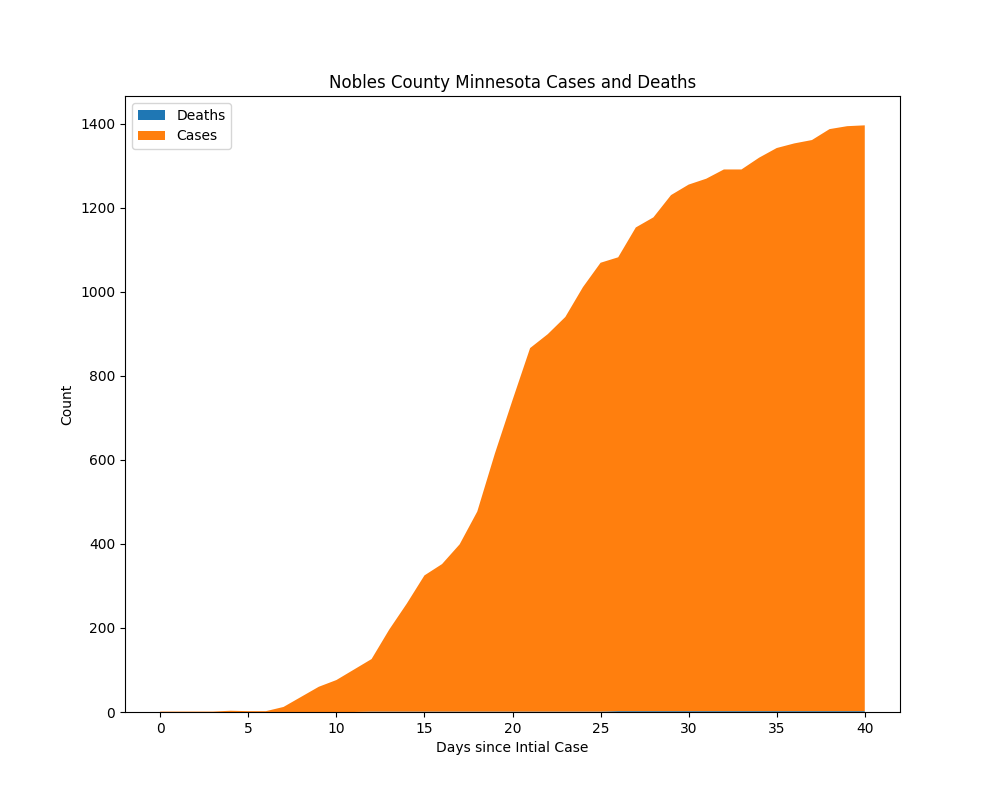 Nobles County Minnesota Cases and Deaths
Deaths
Cases
1400
1200
1000
800
600
400
200
0
Count
0 5 10 15 20 25 30 35 40
Days since Intial Case